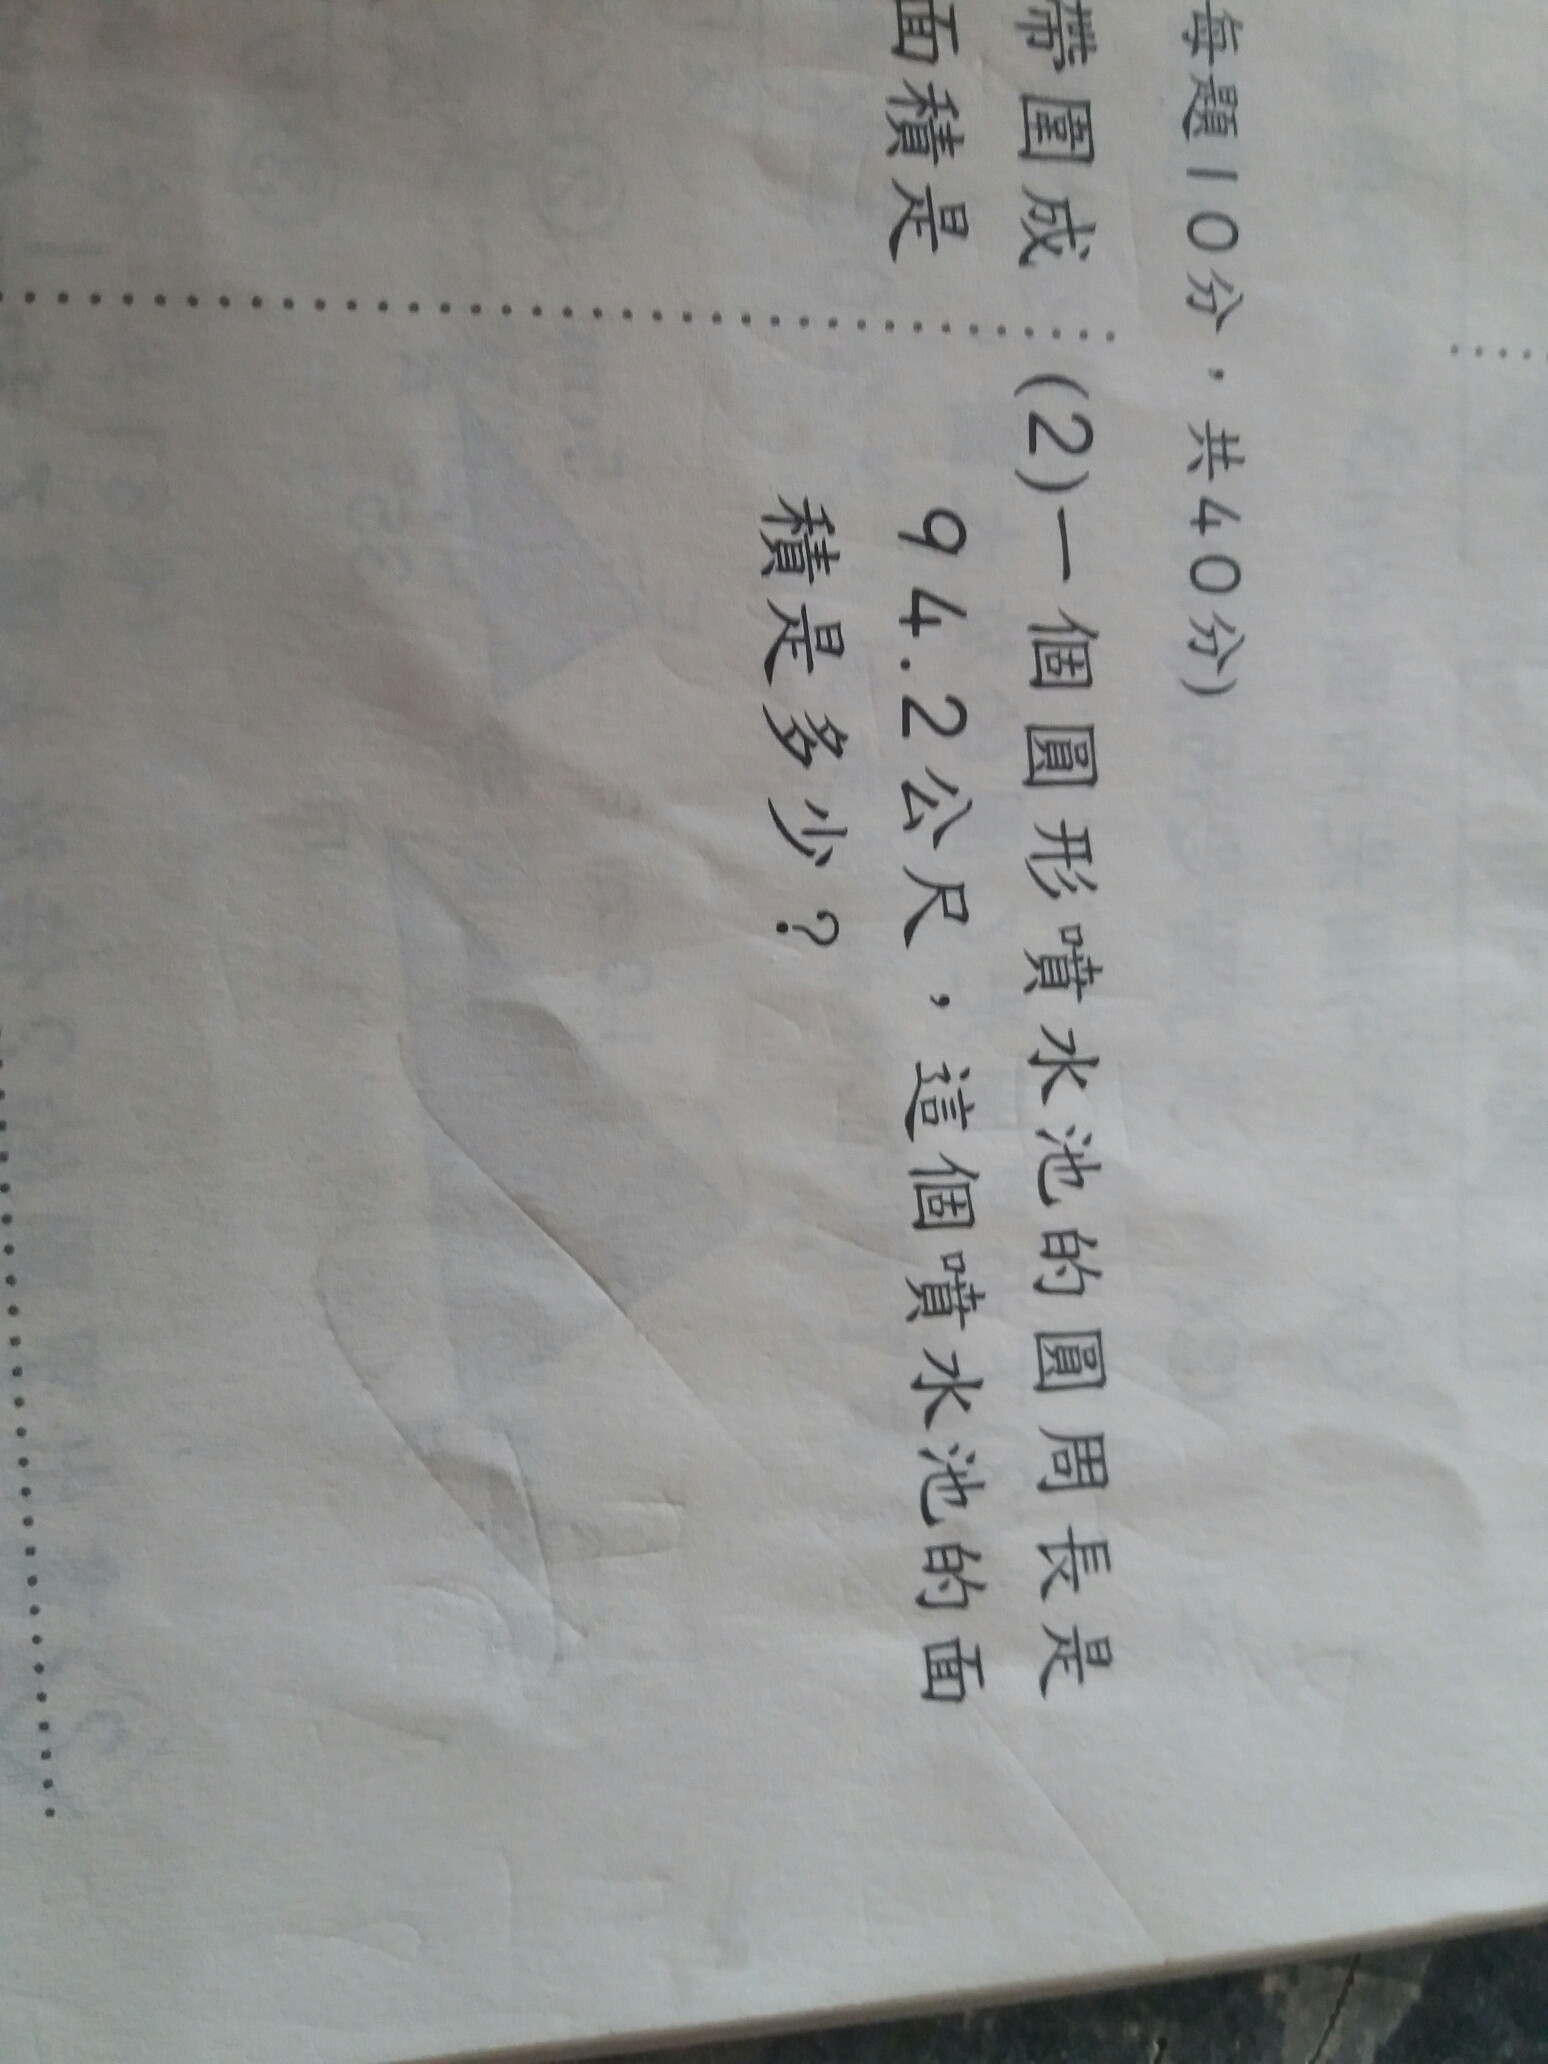 每題10分，共40分)
帶圍成
面積是
(2)一個圓形噴水池的圓周長是
94.2公尺，這個噴水池的面
積是多少？